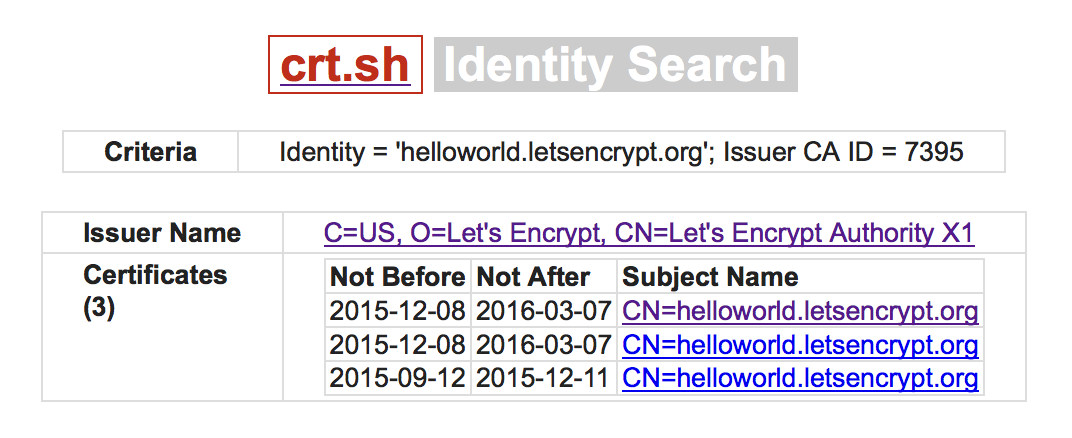 crt.sh Identity Search
Criteria Identity = 'helloworld.letsencrypt.org'; Issuer CA ID = 7395
Issuer Name C=US, O=Let's Encrypt, CN=Let's Encrypt Authority X1
Certificates
(3)
Not Before Not After Subject Name
2015-12-08 2016-03-07 CN=helloworld.letsencrypt.org
2015-12-08 2016-03-07 CN=helloworld.letsencrypt.org
2015-09-12 2015-12-11 CN=helloworld.letsencrypt.org